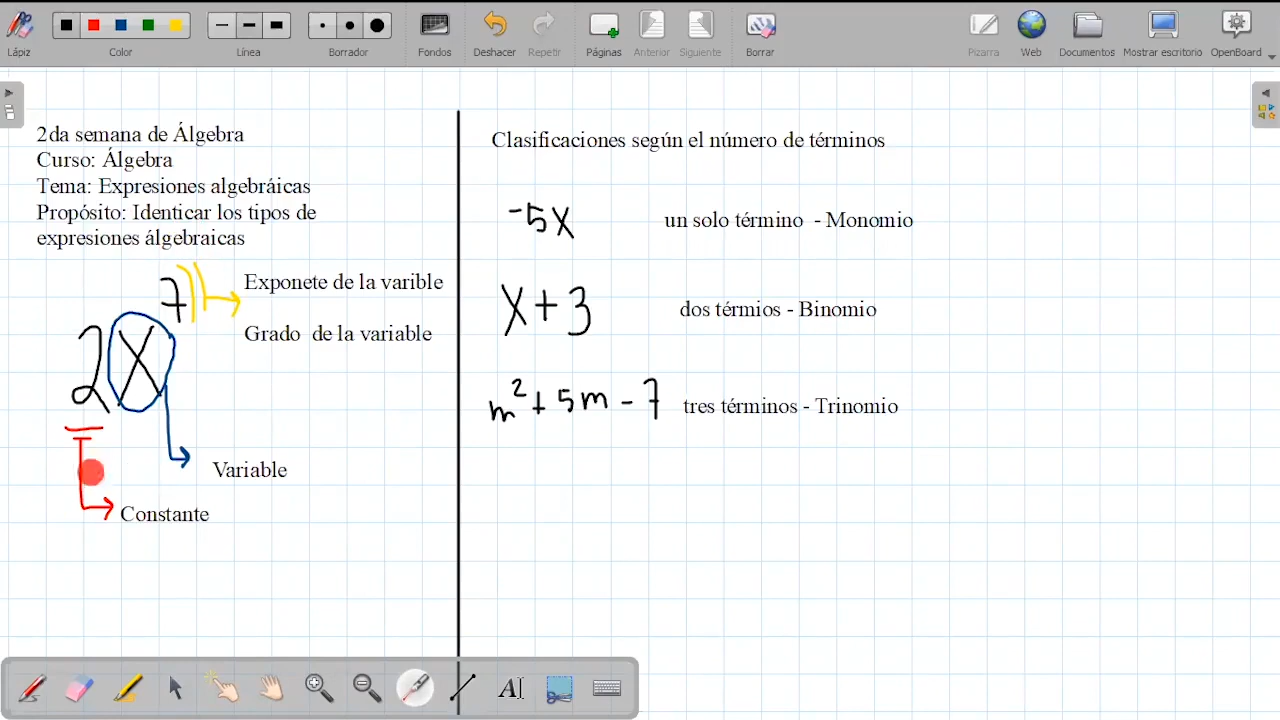 Lápiz
Color
Línea
Borrador
Fondos
Deshacer
Repetir
Páginas
Anterior
Siguiente
Borrar
Pizarra
Web
Documentos
Mostrar escritorio
OpenBoard
2da semana de Álgebra
Curso: Álgebra
Tema: Expresiones algebráicas
Propósito: Identicar los tipos de
expresiones álgebraicas
2x⁷
Exponete de la varible
Grado de la variable
Variable
Constante
Clasificaciones según el número de términos
-5x un solo término - Monomio
x + 3 dos térmios - Binomio
m² + 5m - 7 tres términos - Trinomio